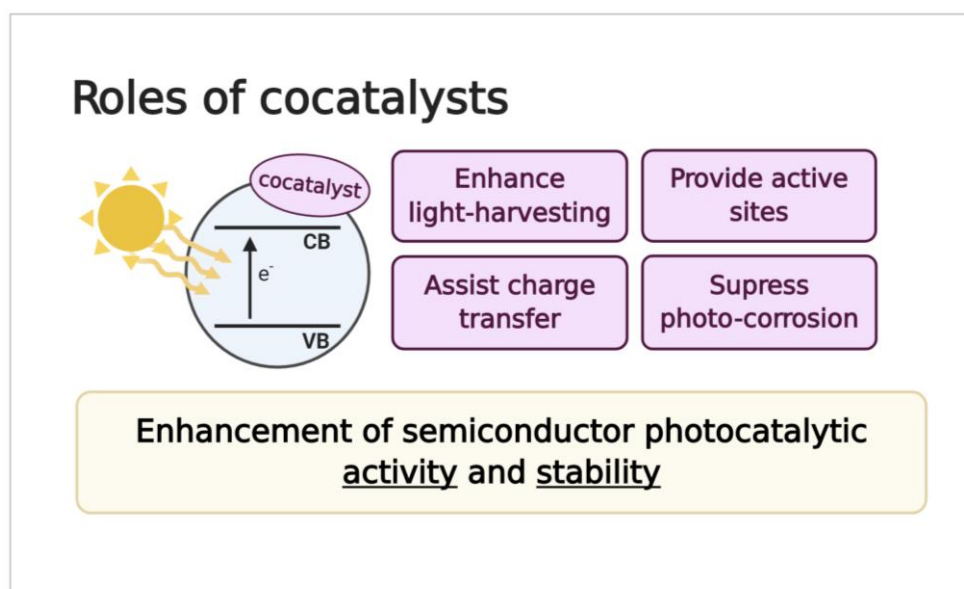 Roles of cocatalysts
cocatalyst
CB
e-
VB
Enhance
light-harvesting
Provide active
sites
Assist charge
transfer
Supress
photo-corrosion
Enhancement of semiconductor photocatalytic
activity and stability